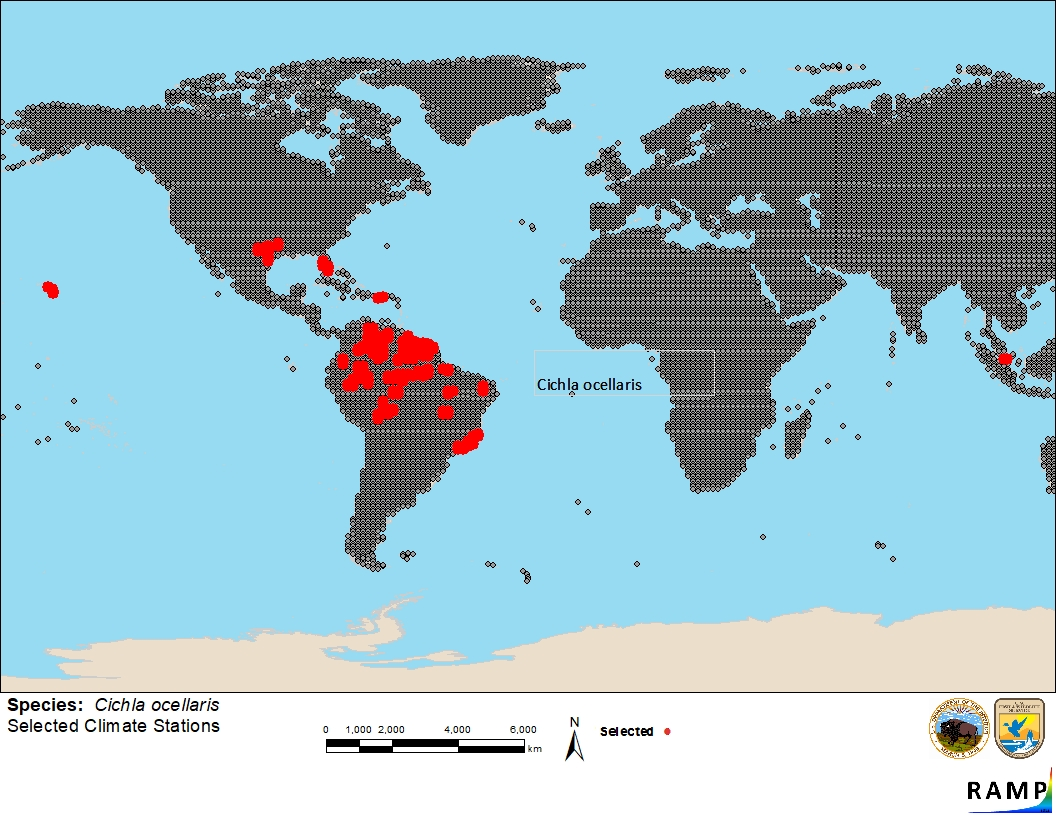 Cichla ocellaris
Species: Cichla ocellaris
Selected Climate Stations
0 1,000 2,000 4,000 6,000
km
N
Selected
RAMP